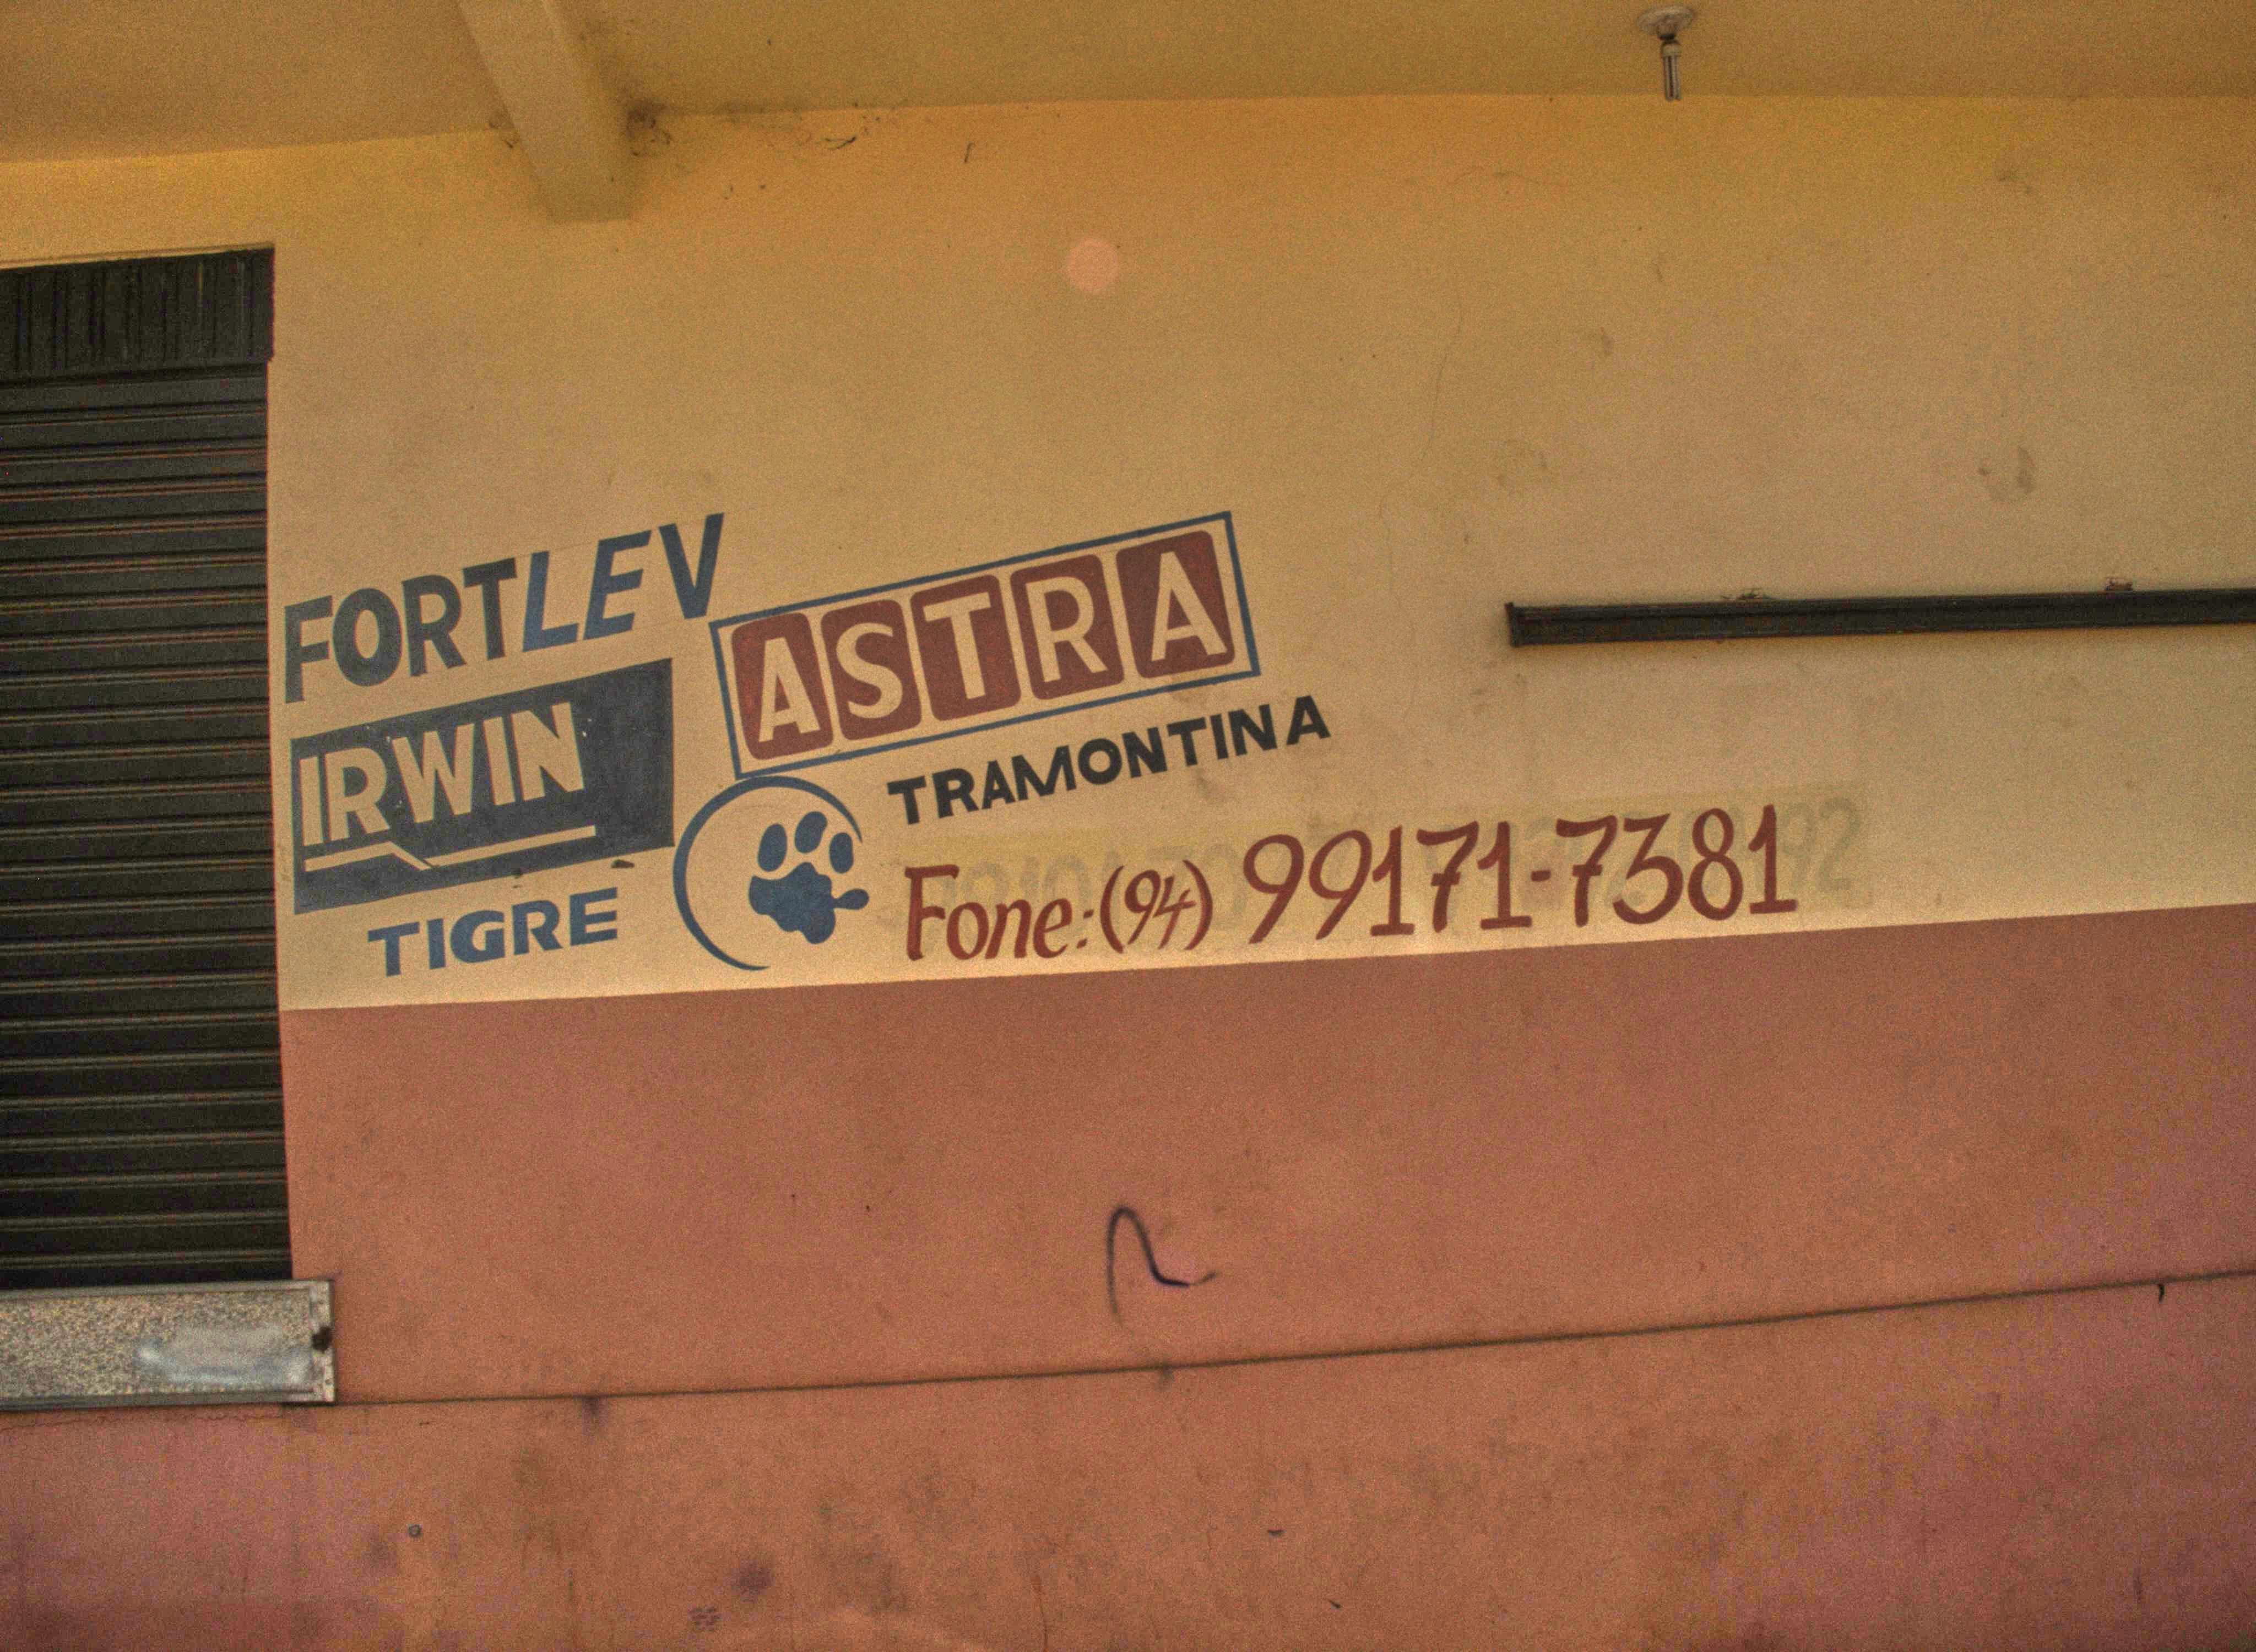 FORTLEV
ASTRA
IRWIN
TRAMONTINA
TIGRE
Fone: (94) 99171-7381